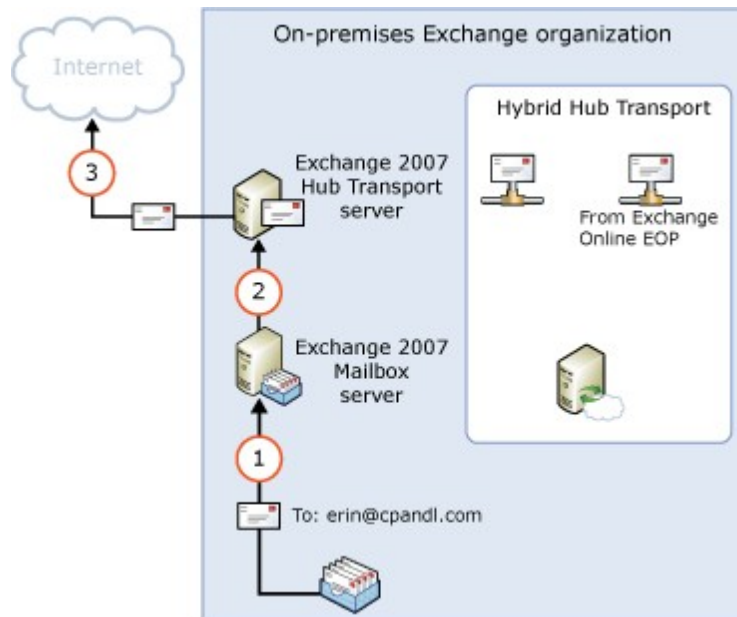 On-premises Exchange organization
Internet
Hybrid Hub Transport
3
Exchange 2007
Hub Transport
server
From Exchange
Online EOP
2
Exchange 2007
Mailbox
server
1
To: erin@cpandl.com